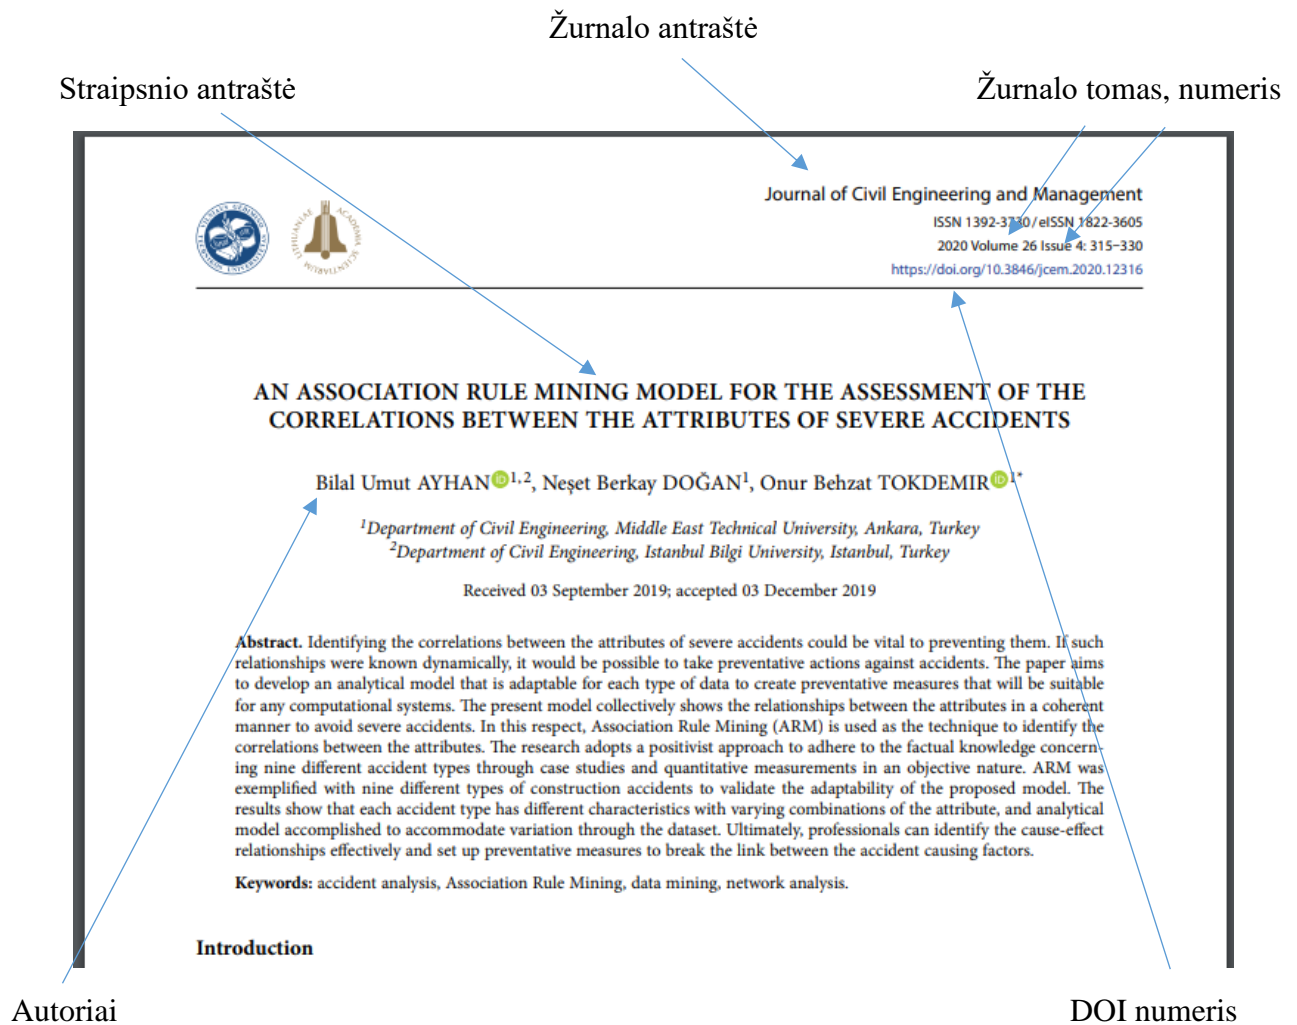 Žurnalo antraštė
Straipsnio antraštė
Žurnalo tomas, numeris
VILNIAUS GEDIMINO TECHNIKOS UNIVERSITETAS
LITHUANIAE ACADEMIA SCIENTIARUM
Journal of Civil Engineering and Management
ISSN 1392-3730/eISSN 1822-3605
2020 Volume 26 Issue 4: 315–330
https://doi.org/10.3846/jcem.2020.12316
AN ASSOCIATION RULE MINING MODEL FOR THE ASSESSMENT OF THE
CORRELATIONS BETWEEN THE ATTRIBUTES OF SEVERE ACCIDENTS
Bilal Umut AYHAN iD 1,2, Neşet Berkay DOĞAN1, Onur Behzat TOKDEMIR iD 1*
1Department of Civil Engineering, Middle East Technical University, Ankara, Turkey
2Department of Civil Engineering, Istanbul Bilgi University, Istanbul, Turkey
Received 03 September 2019; accepted 03 December 2019
Abstract. Identifying the correlations between the attributes of severe accidents could be vital to preventing them. If such
relationships were known dynamically, it would be possible to take preventative actions against accidents. The paper aims
to develop an analytical model that is adaptable for each type of data to create preventative measures that will be suitable
for any computational systems. The present model collectively shows the relationships between the attributes in a coherent
manner to avoid severe accidents. In this respect, Association Rule Mining (ARM) is used as the technique to identify the
correlations between the attributes. The research adopts a positivist approach to adhere to the factual knowledge concern-
ing nine different accident types through case studies and quantitative measurements in an objective nature. ARM was
exemplified with nine different types of construction accidents to validate the adaptability of the proposed model. The
results show that each accident type has different characteristics with varying combinations of the attribute, and analytical
model accomplished to accommodate variation through the dataset. Ultimately, professionals can identify the cause-effect
relationships effectively and set up preventative measures to break the link between the accident causing factors.
Keywords: accident analysis, Association Rule Mining, data mining, network analysis.
Introduction
Autoriai
DOI numeris